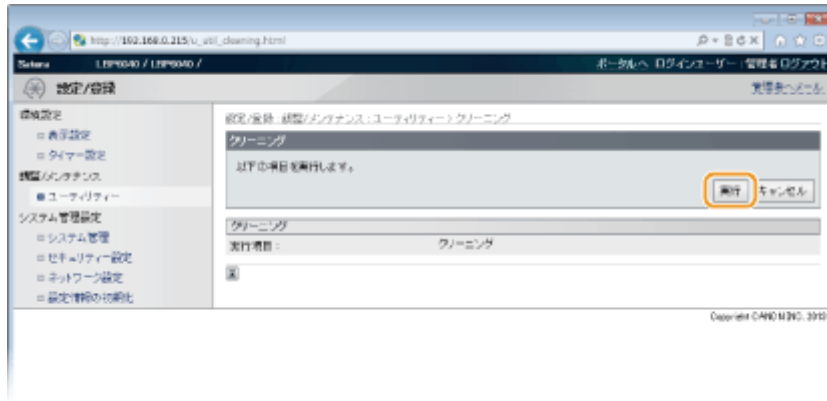 http://192.168.0.215/u_util_cleaning.html
Satera LBP6040 / LBP6040 / ポータルへ ログインユーザー: 管理者 ログアウト
設定/登録 管理者へメール
環境設定
表示設定
タイマー設定
調整/メンテナンス
ユーティリティー
システム管理設定
システム管理
セキュリティー設定
ネットワーク設定
設定情報の初期化
設定/登録 : 調整/メンテナンス : ユーティリティー > クリーニング
クリーニング
以下の項目を実行します。
実行 キャンセル
クリーニング
実行項目 : クリーニング
Copyright CANON INC. 2013